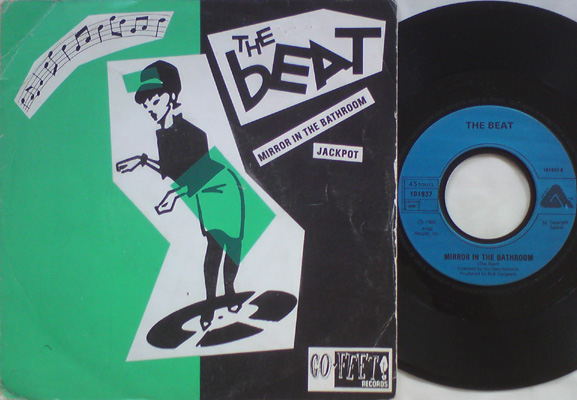 THE
beAT
MIRROR IN THE BATHROOM
JACKPOT
GO-FEET!
RECORDS
THE BEAT
45 TOURS
101827
MIRROR IN THE BATHROOM